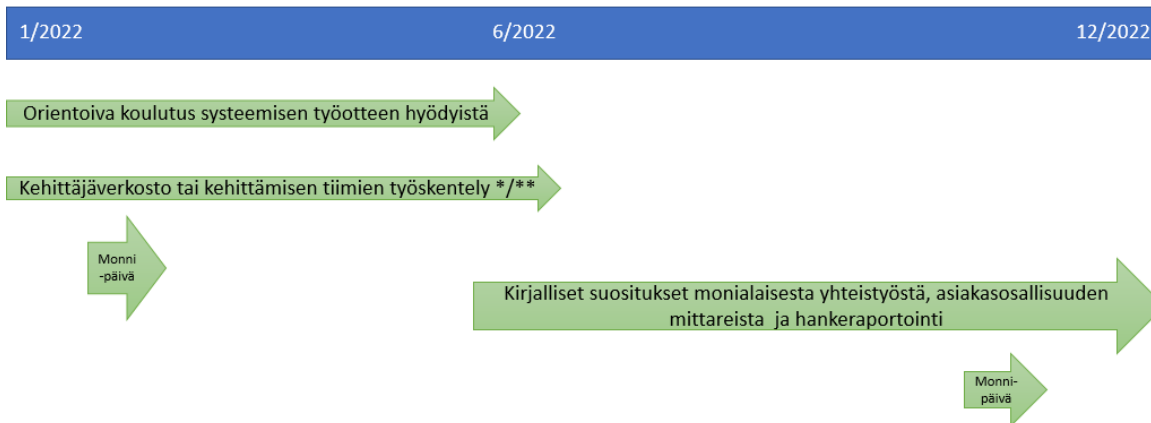 1/2022 6/2022 12/2022
Orientoiva koulutus systeemisen työotteen hyödyistä
Kehittäjäverkosto tai kehittämisen tiimien työskentely */**
Monni
-päivä
Kirjalliset suositukset monialaisesta yhteistyöstä, asiakasosallisuuden
mittareista ja hankeraportointi
Monni-
päivä